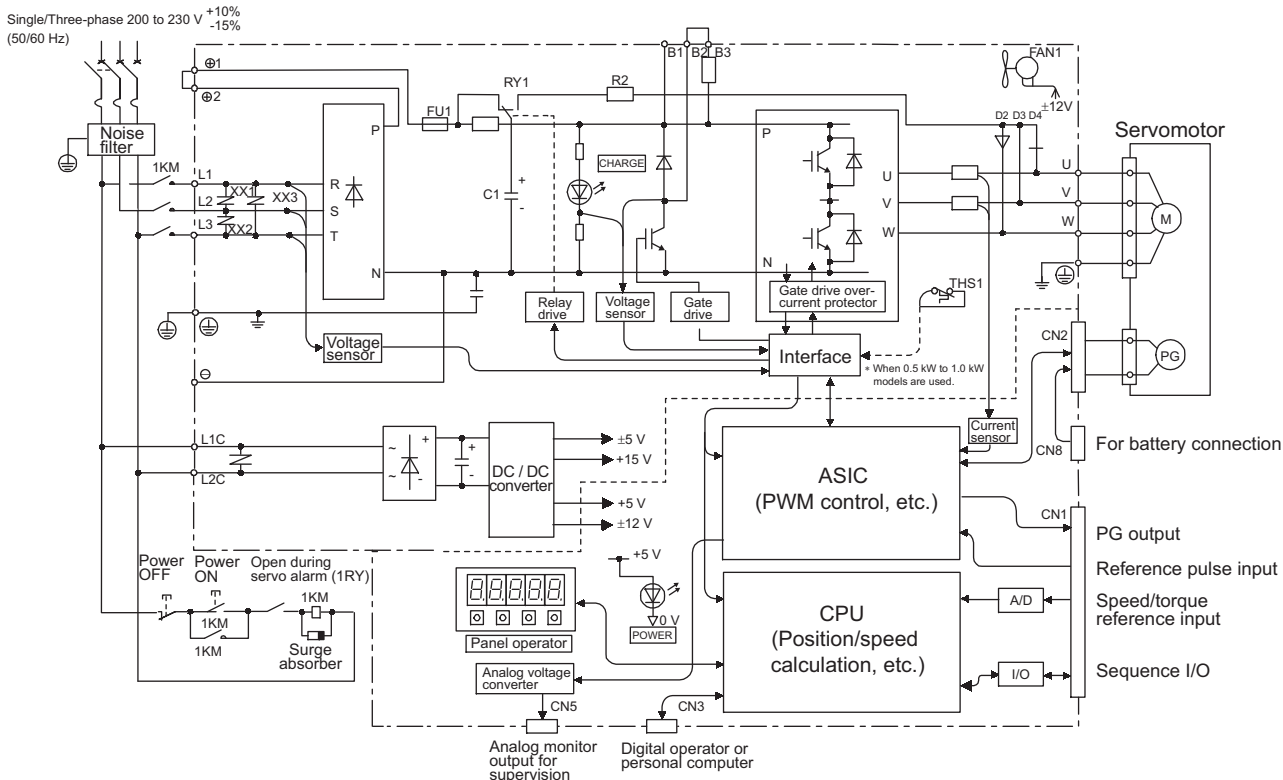 Single/Three-phase 200 to 230 V +10%
-15%
(50/60 Hz)
⊕1
⊕2
B1
B2
B3
FAN1
±12V
FU1
RY1
R2
D2
D3
D4
Servomotor
Noise
filter
1KM
L1
L2
L3
XX1
XX2
XX3
R
S
T
P
N
C1
+
-
CHARGE
P
N
U
V
W
U
V
W
M
Relay
drive
Voltage
sensor
Gate
drive
Gate drive over-
current protector
THS1
Voltage
sensor
Interface
* When 0.5 kW to 1.0 kW
models are used.
CN2
PG
⊖
L1C
L2C
~
~
+
-
+
-
DC / DC
converter
±5 V
+15 V
+5 V
±12 V
Current
sensor
CN8
For battery connection
ASIC
(PWM control, etc.)
CN1
PG output
Reference pulse input
Speed/torque
reference input
Sequence I/O
A/D
I/O
CPU
(Position/speed
calculation, etc.)
Power
OFF
Power
ON
Open during
servo alarm (1RY)
1KM
1KM
1KM
Surge
absorber
8.8.8.8.8.
Panel operator
+5 V
0 V
POWER
Analog voltage
converter
CN5
CN3
Analog monitor
output for
supervision
Digital operator or
personal computer